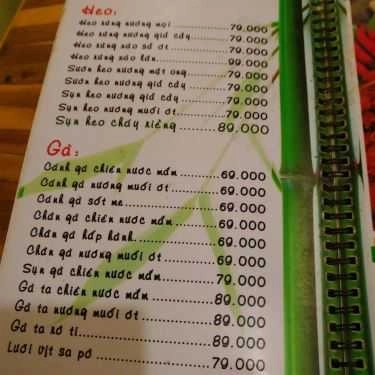 Heo:
Heo rừng nướng mọi 79.000
Heo rừng nướng giả cầy 79.000
Heo rừng xào sả ớt 79.000
Heo rừng xào lăn 99.000
Sườn heo nướng mật ong 79.000
Sườn heo nướng giả cầy 79.000
Sụn heo nướng giả cầy 79.000
Sụn heo nướng muối ớt 79.000
Sụn heo cháy riềng 89.000
Gà:
Cánh gà chiên nước mắm 69.000
Cánh gà nướng muối ớt 69.000
Cánh gà sốt me 69.000
Chân gà chiên nước mắm 69.000
Chân gà hấp hành 69.000
Chân gà nướng muối ớt 69.000
Sụn gà chiên nước mắm 79.000
Gà ta chiên nước mắm 89.000
Gà ta nướng muối ớt 89.000
Gà ta xó ti 89.000
Lưỡi vịt sa pớ 79.000